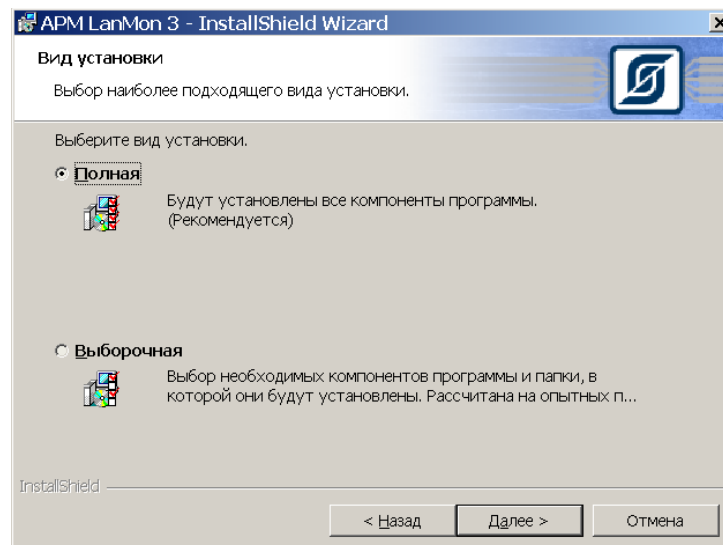 АРМ LanMon 3 - InstallShield Wizard
Вид установки
Выбор наиболее подходящего вида установки.
Выберите вид установки.
Полная
Будут установлены все компоненты программы.
(Рекомендуется)
Выборочная
Выбор необходимых компонентов программы и папки, в
которой они будут установлены. Рассчитана на опытных п...
InstallShield
< Назад
Далее >
Отмена